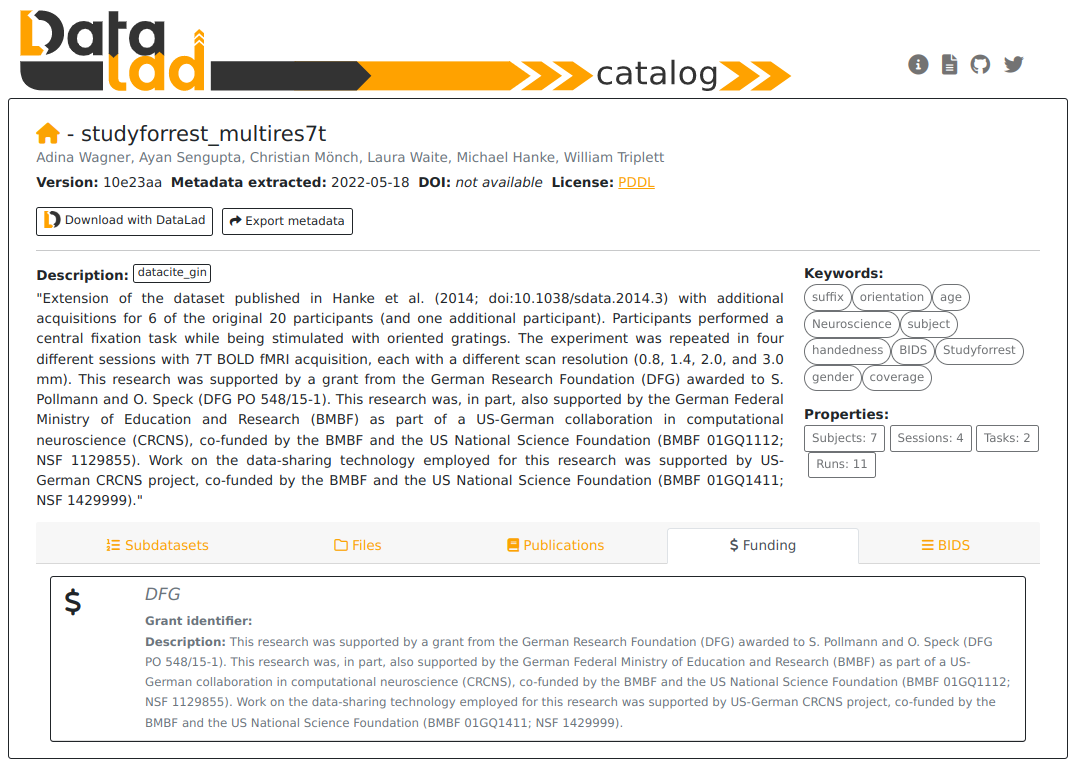 Data
lad
catalog
- studyforrest_multires7t
Adina Wagner, Ayan Sengupta, Christian Mönch, Laura Waite, Michael Hanke, William Triplett
Version: 10e23aa Metadata extracted: 2022-05-18 DOI: not available License: PDDL
Download with DataLad Export metadata
Description: datacite_gin
"Extension of the dataset published in Hanke et al. (2014; doi:10.1038/sdata.2014.3) with additional
acquisitions for 6 of the original 20 participants (and one additional participant). Participants performed a
central fixation task while being stimulated with oriented gratings. The experiment was repeated in four
different sessions with 7T BOLD fMRI acquisition, each with a different scan resolution (0.8, 1.4, 2.0, and 3.0
mm). This research was supported by a grant from the German Research Foundation (DFG) awarded to S.
Pollmann and O. Speck (DFG PO 548/15-1). This research was, in part, also supported by the German Federal
Ministry of Education and Research (BMBF) as part of a US-German collaboration in computational
neuroscience (CRCNS), co-funded by the BMBF and the US National Science Foundation (BMBF 01GQ1112;
NSF 1129855). Work on the data-sharing technology employed for this research was supported by US-
German CRCNS project, co-funded by the BMBF and the US National Science Foundation (BMBF 01GQ1411;
NSF 1429999)."
Keywords:
suffix orientation age
Neuroscience subject
handedness BIDS Studyforrest
gender coverage
Properties:
Subjects: 7 Sessions: 4 Tasks: 2
Runs: 11
Subdatasets Files Publications $ Funding BIDS
$ DFG
Grant identifier:
Description: This research was supported by a grant from the German Research Foundation (DFG) awarded to S. Pollmann and O. Speck (DFG
PO 548/15-1). This research was, in part, also supported by the German Federal Ministry of Education and Research (BMBF) as part of a US-
German collaboration in computational neuroscience (CRCNS), co-funded by the BMBF and the US National Science Foundation (BMBF 01GQ1112;
NSF 1129855). Work on the data-sharing technology employed for this research was supported by US-German CRCNS project, co-funded by the
BMBF and the US National Science Foundation (BMBF 01GQ1411; NSF 1429999).